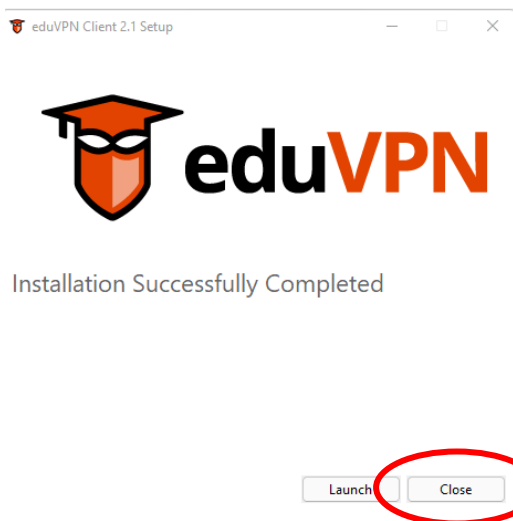 eduVPN Client 2.1 Setup
eduVPN
Installation Successfully Completed
Launch Close